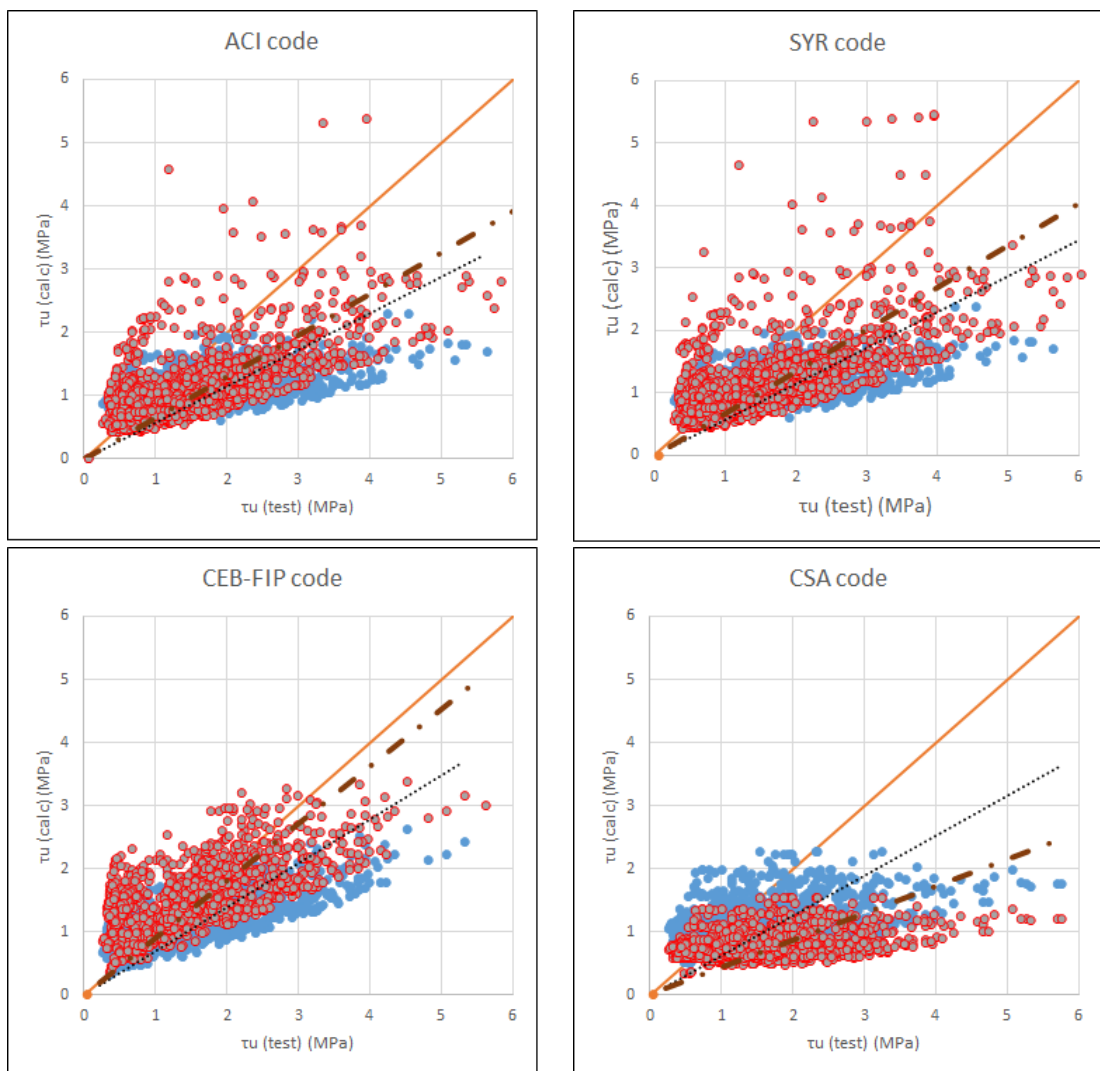 ACI code
6
5
4
3
2
1
0
τu (calc) (MPa)
0 1 2 3 4 5 6
τu (test) (MPa)
SYR code
6
5
4
3
2
1
0
τu (calc) (MPa)
0 1 2 3 4 5 6
τu (test) (MPa)
CEB-FIP code
6
5
4
3
2
1
0
τu (calc) (MPa)
0 1 2 3 4 5 6
τu (test) (MPa)
CSA code
6
5
4
3
2
1
0
τu (calc) (MPa)
0 1 2 3 4 5 6
τu (test) (MPa)